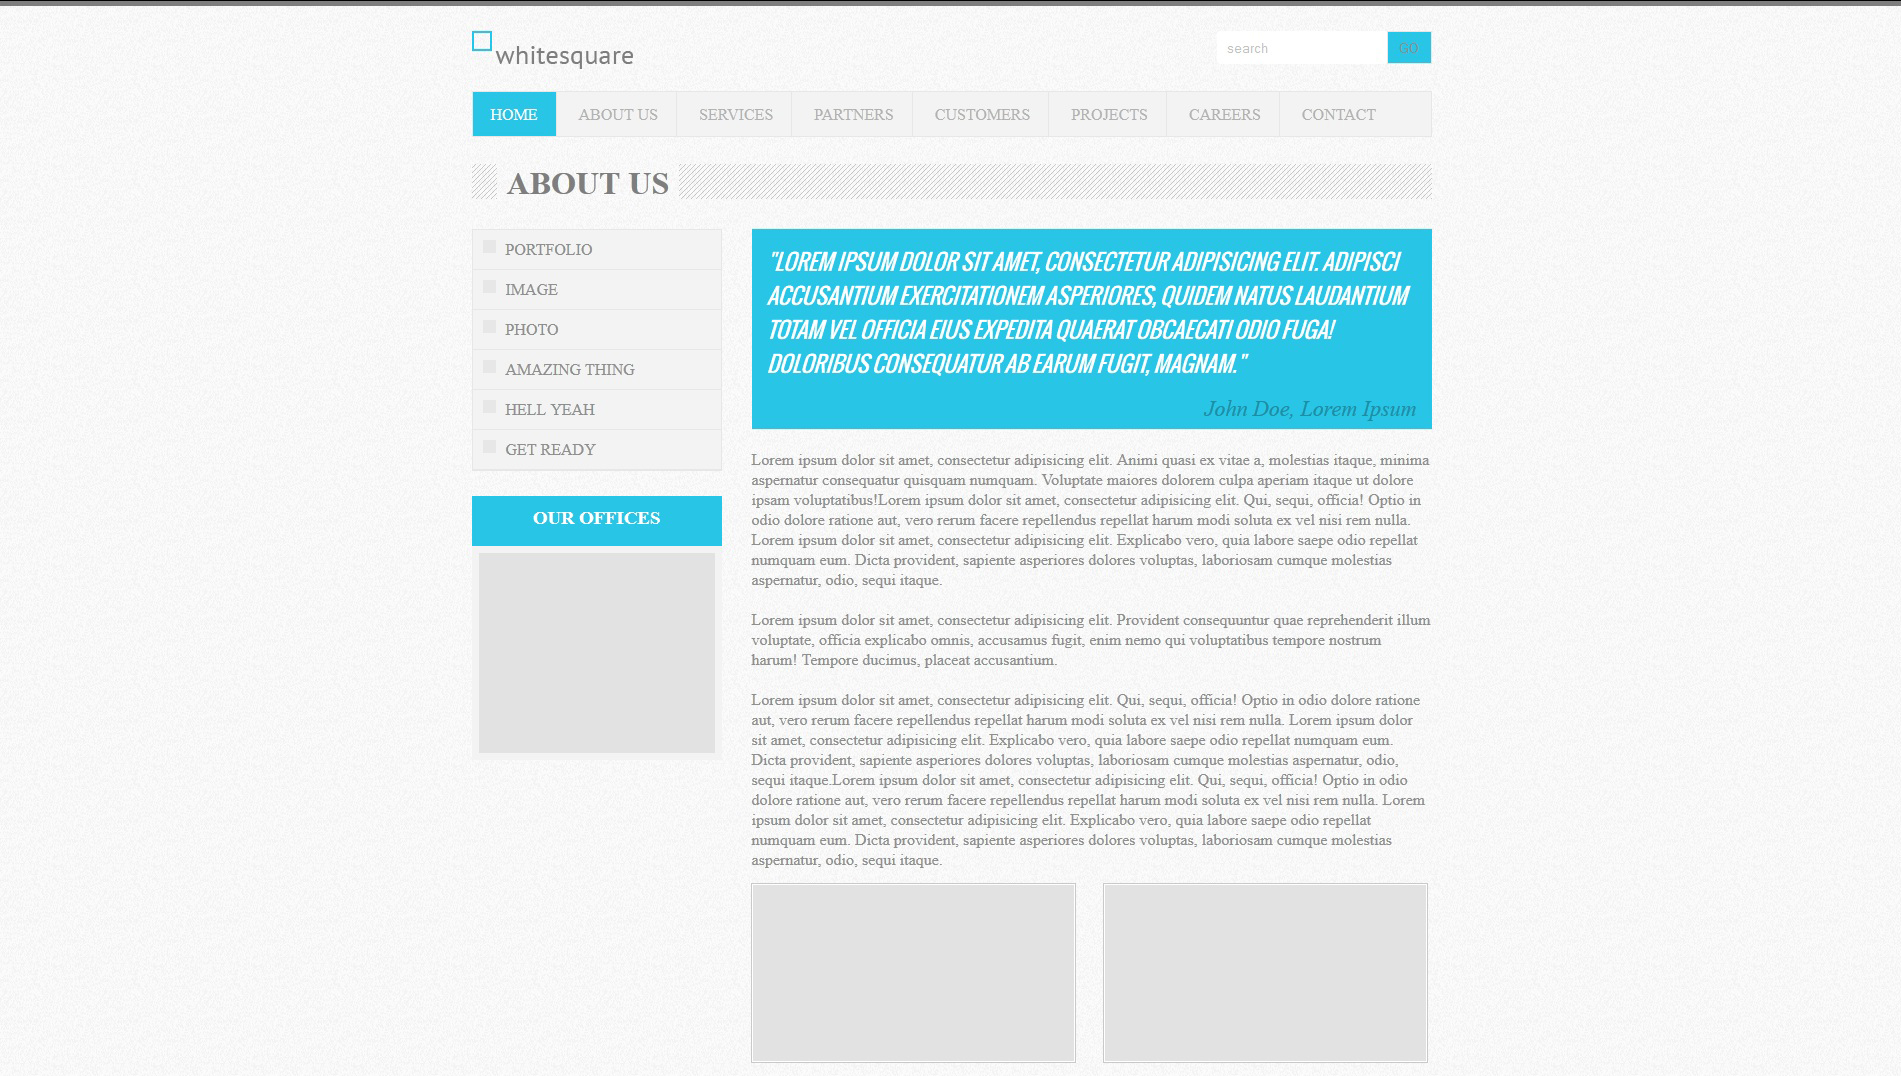 whitesquare
search
GO
HOME ABOUT US SERVICES PARTNERS CUSTOMERS PROJECTS CAREERS CONTACT
ABOUT US
PORTFOLIO
IMAGE
PHOTO
AMAZING THING
HELL YEAH
GET READY
OUR OFFICES
"LOREM IPSUM DOLOR SIT AMET, CONSECTETUR ADIPISICING ELIT. ADIPISCI
ACCUSANTIUM EXERCITATIONEM ASPERIORES, QUIDEM NATUS LAUDANTIUM
TOTAM VEL OFFICIA EIUS EXPEDITA QUAERAT OBCAECATI ODIO FUGA!
DOLORIBUS CONSEQUATUR AB EARUM FUGIT, MAGNAM."
John Doe, Lorem Ipsum
Lorem ipsum dolor sit amet, consectetur adipisicing elit. Animi quasi ex vitae a, molestias itaque, minima
aspernatur consequatur quisquam numquam. Voluptate maiores dolorem culpa aperiam itaque ut dolore
ipsam voluptatibus!Lorem ipsum dolor sit amet, consectetur adipisicing elit. Qui, sequi, officia! Optio in
odio dolore ratione aut, vero rerum facere repellendus repellat harum modi soluta ex vel nisi rem nulla.
Lorem ipsum dolor sit amet, consectetur adipisicing elit. Explicabo vero, quia labore saepe odio repellat
numquam eum. Dicta provident, sapiente asperiores dolores voluptas, laboriosam cumque molestias
aspernatur, odio, sequi itaque.
Lorem ipsum dolor sit amet, consectetur adipisicing elit. Provident consequuntur quae reprehenderit illum
voluptate, officia explicabo omnis, accusamus fugit, enim nemo qui voluptatibus tempore nostrum
harum! Tempore ducimus, placeat accusantium.
Lorem ipsum dolor sit amet, consectetur adipisicing elit. Qui, sequi, officia! Optio in odio dolore ratione
aut, vero rerum facere repellendus repellat harum modi soluta ex vel nisi rem nulla. Lorem ipsum dolor
sit amet, consectetur adipisicing elit. Explicabo vero, quia labore saepe odio repellat numquam eum.
Dicta provident, sapiente asperiores dolores voluptas, laboriosam cumque molestias aspernatur, odio,
sequi itaque.Lorem ipsum dolor sit amet, consectetur adipisicing elit. Qui, sequi, officia! Optio in odio
dolore ratione aut, vero rerum facere repellendus repellat harum modi soluta ex vel nisi rem nulla. Lorem
ipsum dolor sit amet, consectetur adipisicing elit. Explicabo vero, quia labore saepe odio repellat
numquam eum. Dicta provident, sapiente asperiores dolores voluptas, laboriosam cumque molestias
aspernatur, odio, sequi itaque.